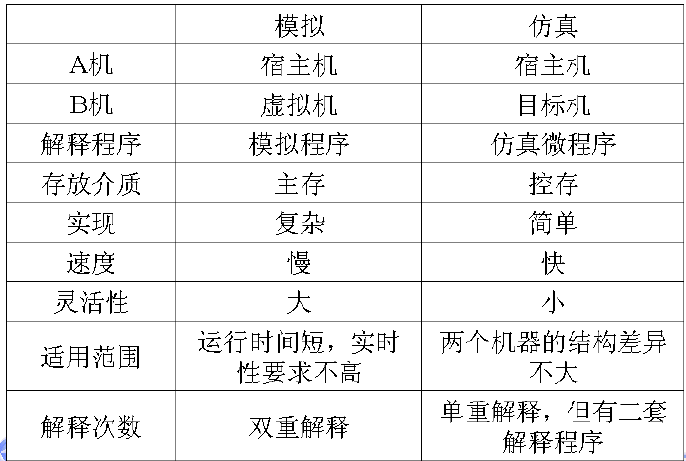 模拟 仿真
A机 宿主机 宿主机
B机 虚拟机 目标机
解释程序 模拟程序 仿真微程序
存放介质 主存 控存
实现 复杂 简单
速度 慢 快
灵活性 大 小
适用范围 运行时间短，实时性要求不高 两个机器的结构差异不大
解释次数 双重解释 单重解释，但有二套解释程序